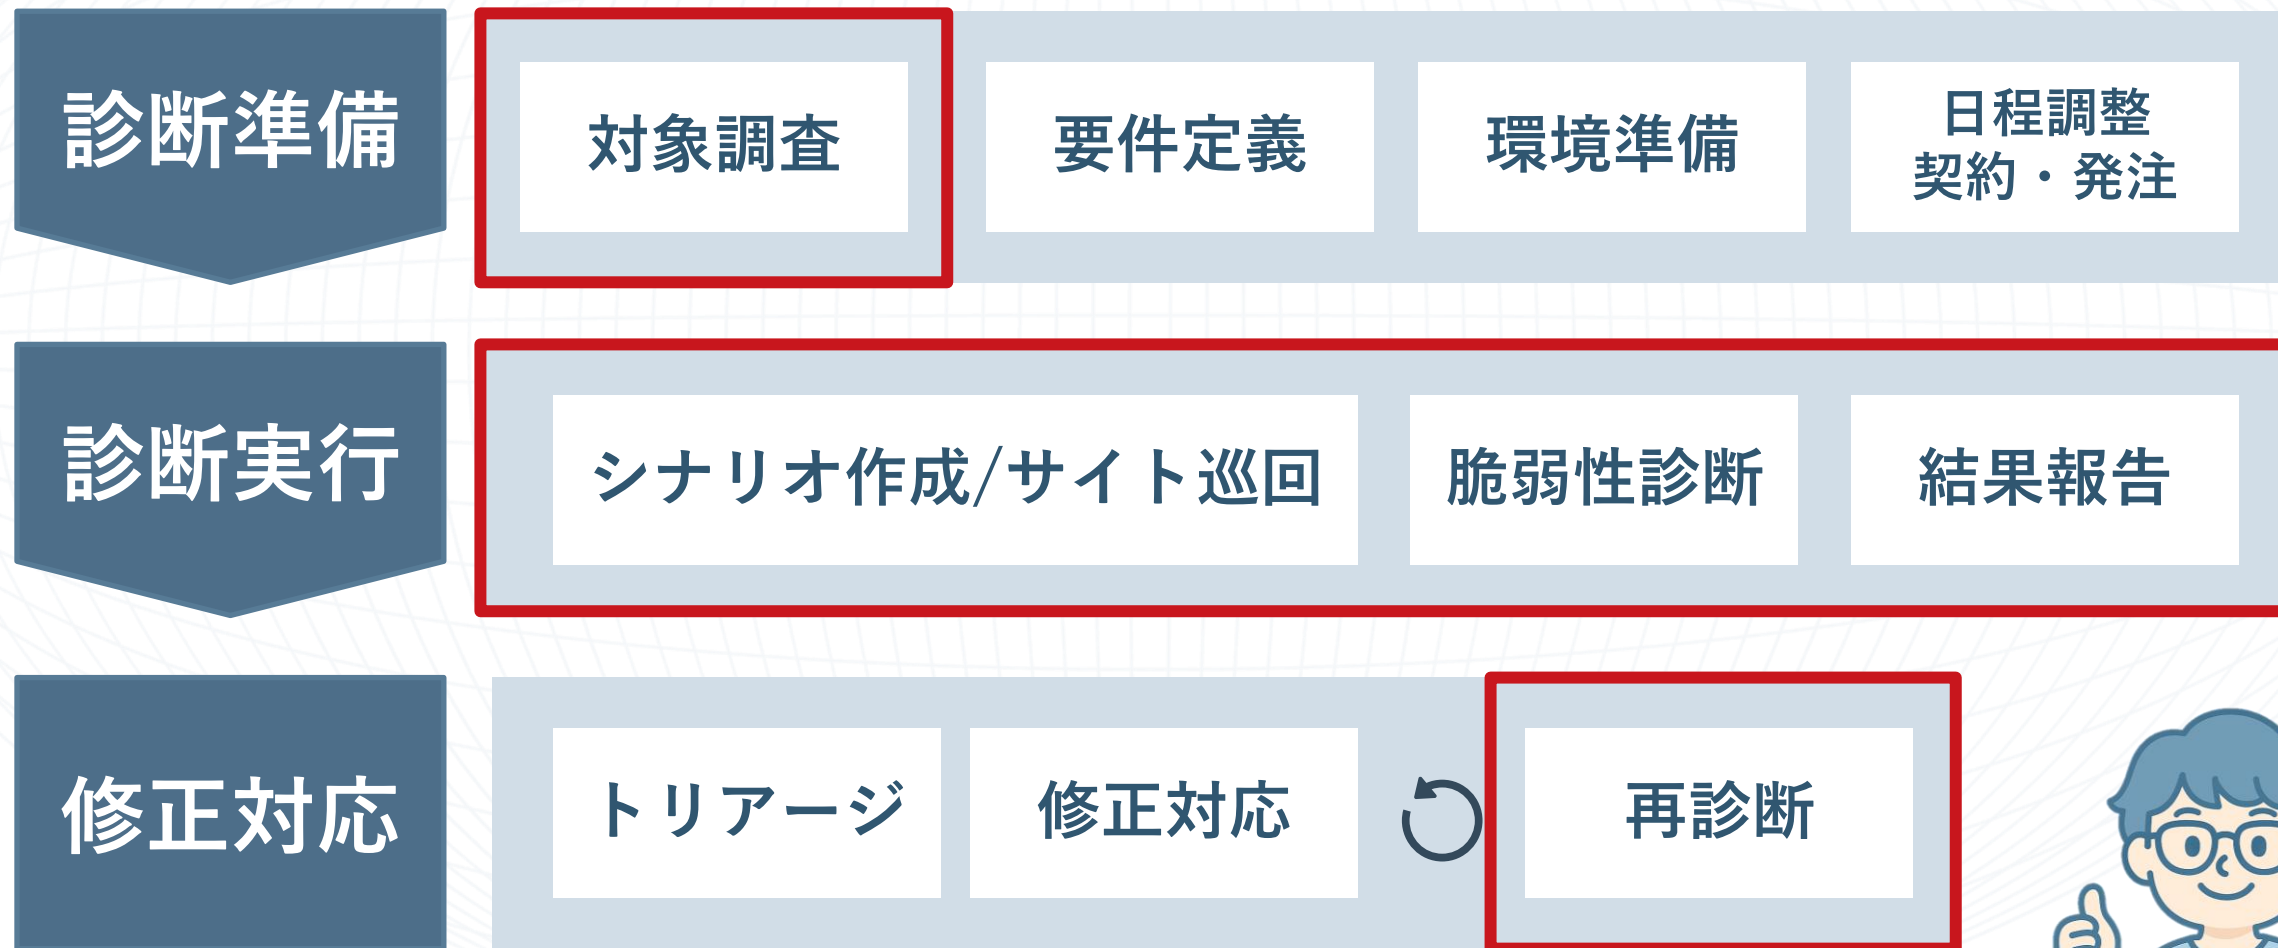 診断準備
対象調査
要件定義
環境準備
日程調整
契約・発注
診断実行
シナリオ作成/サイト巡回
脆弱性診断
結果報告
修正対応
トリアージ
修正対応
再診断